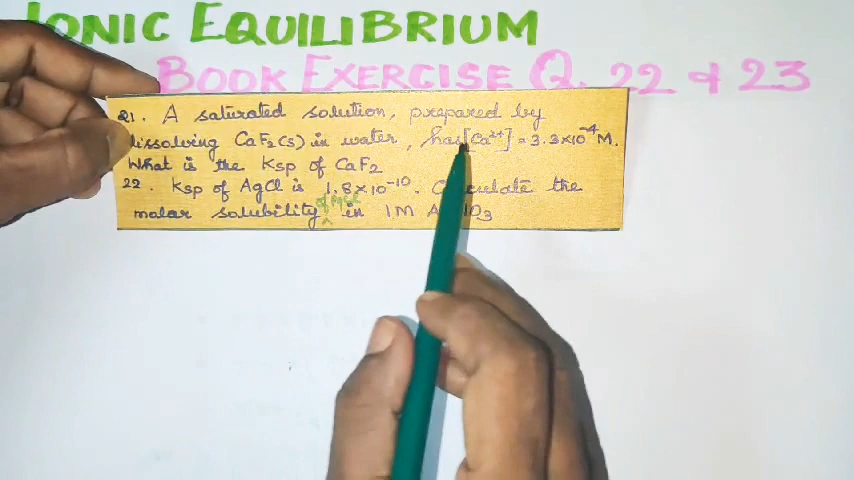 IONIC EQUILIBRIUM
BOOK EXERCISE Q. 22 & 23
21. A saturated solution, prepared by
dissolving CaF₂(s) in water, has [Ca²⁺] = 3.3×10⁻⁴ M.
What is the Ksp of CaF₂
22. Ksp of AgCl is 1.8×10⁻¹⁰. Calculate the
of AgCl
molar solubility ^ in 1M